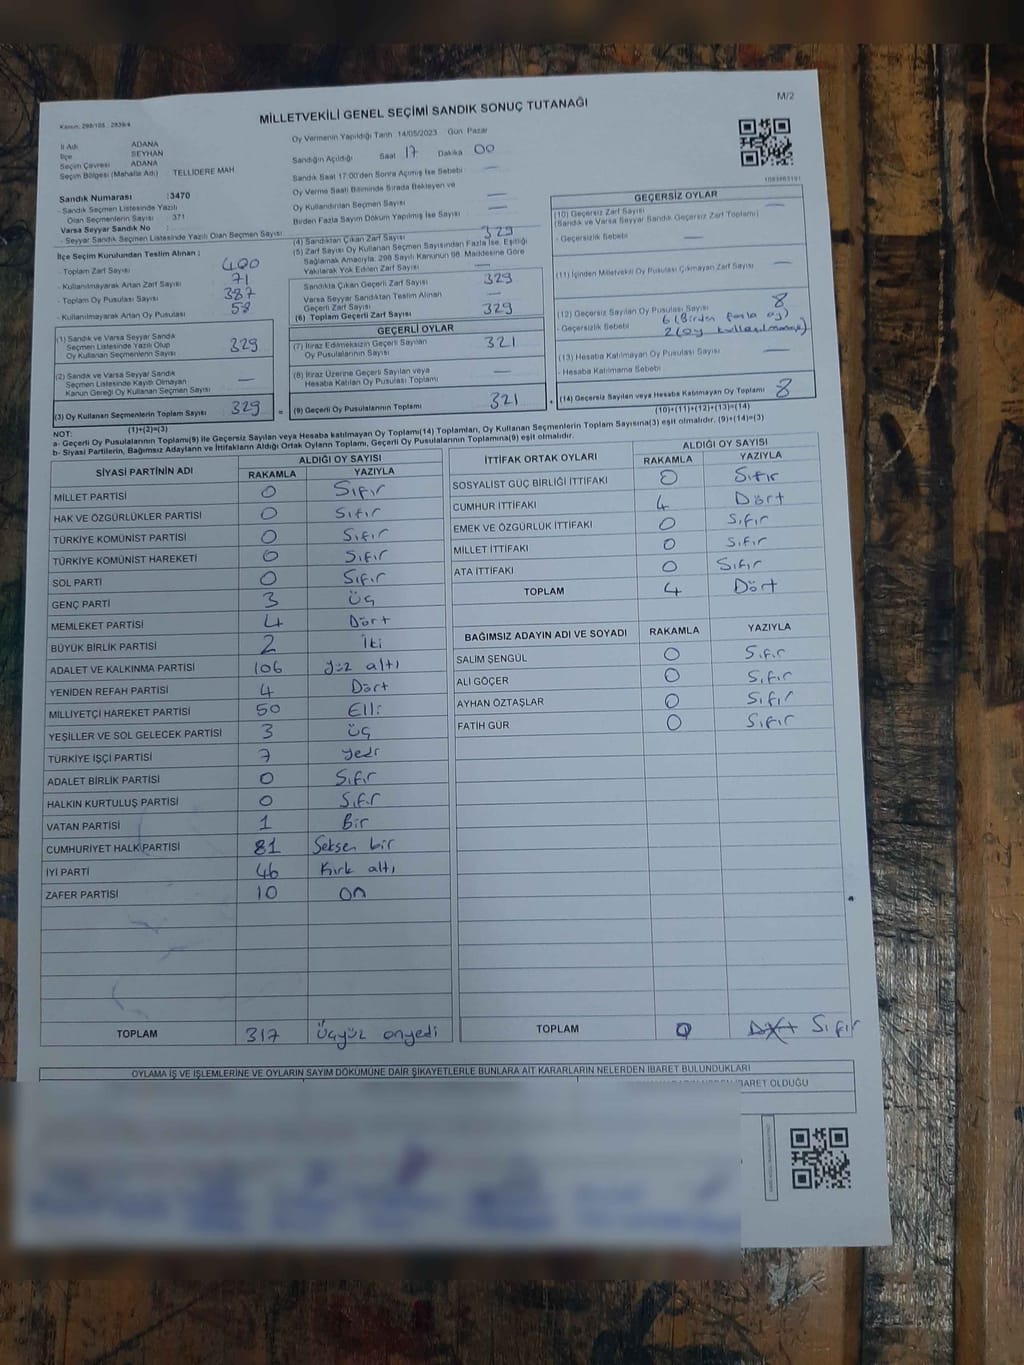 M/2
MİLLETVEKİLİ GENEL SEÇİMİ SANDIK SONUÇ TUTANAĞI
İl Adı ADANA
İlçe SEYHAN
Seçim Çevresi ADANA
Seçim Bölgesi (Mahalle Adı) TELLİDERE MAH
Sandık Numarası :3470
- Sandık Seçmen Listesinde Yazılı
Olan Seçmenlerin Sayısı : 371
Varsa Seyyar Sandık No
- Seyyar Sandık Seçmen Listesinde Yazılı Olan Seçmen Sayısı
Oy Vermenin Yapıldığı Tarih 14/05/2023 Gün Pazar
Sandığın Açıldığı Saat 17 Dakika 00
Sandık Saat 17:00'den Sonra Açılmış İse Sebebi —
Oy Verme Saati Bitiminde Sırada Bekleyen ve
Oy Kullandırılan Seçmen Sayısı —
Birden Fazla Sayım Döküm Yapılmış İse Sayısı —
İlçe Seçim Kurulundan Teslim Alınan ;
- Toplam Zarf Sayısı 400
- Kullanılmayarak Artan Zarf Sayısı 71
- Toplam Oy Pusulası Sayısı 387
- Kullanılmayarak Artan Oy Pusulası 58
(1) Sandık ve Varsa Seyyar Sandık
Seçmen Listesinde Yazılı Olup
Oy Kullanan Seçmenlerin Sayısı 329
(2) Sandık ve Varsa Seyyar Sandık
Seçmen Listesinde Kayıtlı Olmayan
Kanun Gereği Oy Kullanan Seçmen Sayısı —
(3) Oy Kullanan Seçmenlerin Toplam Sayısı 329
(1)+(2)=(3)
(4) Sandıktan Çıkan Zarf Sayısı 329
(5) Zarf Sayısı Oy Kullanan Seçmen Sayısından Fazla İse, Eşitliği
Sağlamak Amacıyla, 298 Sayılı Kanunun 98. Maddesine Göre
Yakılarak Yok Edilen Zarf Sayısı —
Sandıkta Çıkan Geçerli Zarf Sayısı 329
Varsa Seyyar Sandıktan Teslim Alınan
Geçerli Zarf Sayısı —
(6) Toplam Geçerli Zarf Sayısı 329
GEÇERLİ OYLAR
(7) İtiraz Edilmeksizin Geçerli Sayılan
Oy Pusulalarının Sayısı 321
(8) İtiraz Üzerine Geçerli Sayılan veya
Hesaba Katılan Oy Pusulası Toplamı —
= (9) Geçerli Oy Pusulalarının Toplamı 321
GEÇERSİZ OYLAR
(10) Geçersiz Zarf Sayısı
(Sandık ve Varsa Seyyar Sandık Geçersiz Zarf Toplamı) —
- Geçersizlik Sebebi —
(11) İçinden Milletvekili Oy Pusulası Çıkmayan Zarf Sayısı —
(12) Geçersiz Sayılan Oy Pusulası Sayısı 8
- Geçersizlik Sebebi 6 (Birden fazla oy)
2 (oy kullanılmamış)
(13) Hesaba Katılmayan Oy Pusulası Sayısı —
- Hesaba Katılmama Sebebi —
+ (14) Geçersiz Sayılan veya Hesaba Katılmayan Oy Toplamı 8
(10)+(11)+(12)+(13)=(14)
NOT:
a- Geçerli Oy Pusulalarının Toplamı(9) ile Geçersiz Sayılan veya Hesaba katılmayan Oy Toplamı(14) Toplamları, Oy Kullanan Seçmenlerin Toplam Sayısına(3) eşit olmalıdır. (9)+(14)=(3)
b- Siyasi Partilerin, Bağımsız Adayların ve İttifakların Aldığı Ortak Oyların Toplamı, Geçerli Oy Pusulalarının Toplamına(9) eşit olmalıdır.
SİYASİ PARTİNİN ADI ALDIĞI OY SAYISI
RAKAMLA YAZIYLA
MİLLET PARTİSİ 0 Sıfır
HAK VE ÖZGÜRLÜKLER PARTİSİ 0 Sıfır
TÜRKİYE KOMÜNİST PARTİSİ 0 Sıfır
TÜRKİYE KOMÜNİST HAREKETİ 0 Sıfır
SOL PARTİ 0 Sıfır
GENÇ PARTİ 3 üç
MEMLEKET PARTİSİ 4 Dört
BÜYÜK BİRLİK PARTİSİ 2 İki
ADALET VE KALKINMA PARTİSİ 106 yüz altı
YENİDEN REFAH PARTİSİ 4 Dört
MİLLİYETÇİ HAREKET PARTİSİ 50 Elli
YEŞİLLER VE SOL GELECEK PARTİSİ 3 üç
TÜRKİYE İŞÇİ PARTİSİ 7 yedi
ADALET BİRLİK PARTİSİ 0 Sıfır
HALKIN KURTULUŞ PARTİSİ 0 Sıfır
VATAN PARTİSİ 1 Bir
CUMHURİYET HALK PARTİSİ 81 Seksen bir
İYİ PARTİ 46 Kırk altı
ZAFER PARTİSİ 10 on
TOPLAM 317 üçyüz onyedi
İTTİFAK ORTAK OYLARI ALDIĞI OY SAYISI
RAKAMLA YAZIYLA
SOSYALİST GÜÇ BİRLİĞİ İTTİFAKI 0 Sıfır
CUMHUR İTTİFAKI 4 Dört
EMEK VE ÖZGÜRLÜK İTTİFAKI 0 Sıfır
MİLLET İTTİFAKI 0 Sıfır
ATA İTTİFAKI 0 Sıfır
TOPLAM 4 Dört
BAĞIMSIZ ADAYIN ADI VE SOYADI RAKAMLA YAZIYLA
SALİM ŞENGÜL 0 Sıfır
ALİ GÖÇER 0 Sıfır
AYHAN ÖZTAŞLAR 0 Sıfır
FATİH GÜR 0 Sıfır
TOPLAM 0 Sıfır
OYLAMA İŞ VE İŞLEMLERİNE VE OYLARIN SAYIM DÖKÜMÜNE DAİR ŞİKAYETLERLE BUNLARA AİT KARARLARIN NELERDEN İBARET BULUNDUKLARI
İBARET OLDUĞU